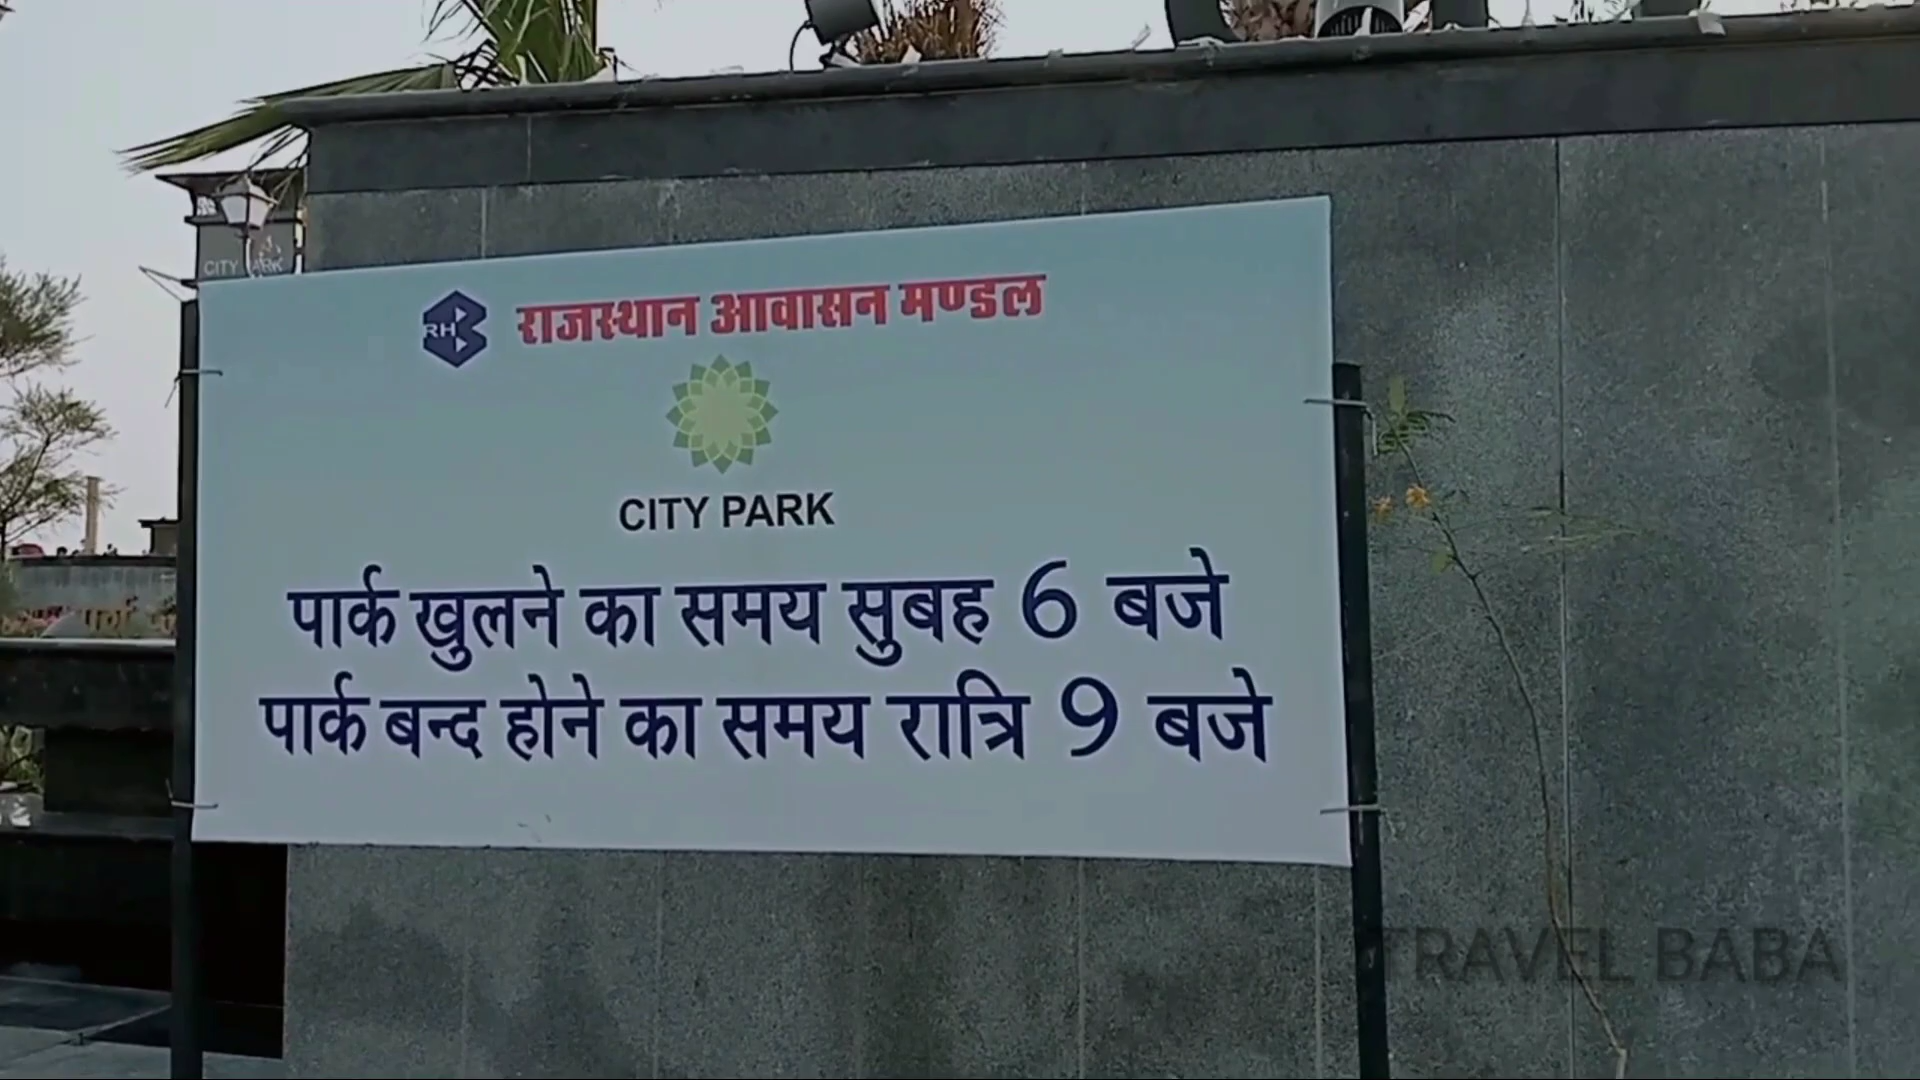 CITY PARK
RHB राजस्थान आवासन मण्डल
CITY PARK
पार्क खुलने का समय सुबह 6 बजे
पार्क बन्द होने का समय रात्रि 9 बजे
TRAVEL BABA